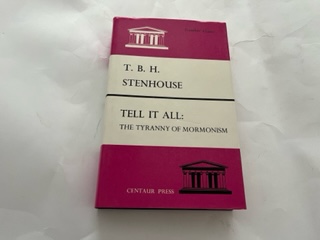 T. B. H.
STENHOUSE
TELL IT ALL:
THE TYRANNY OF MORMONISM
CENTAUR PRESS